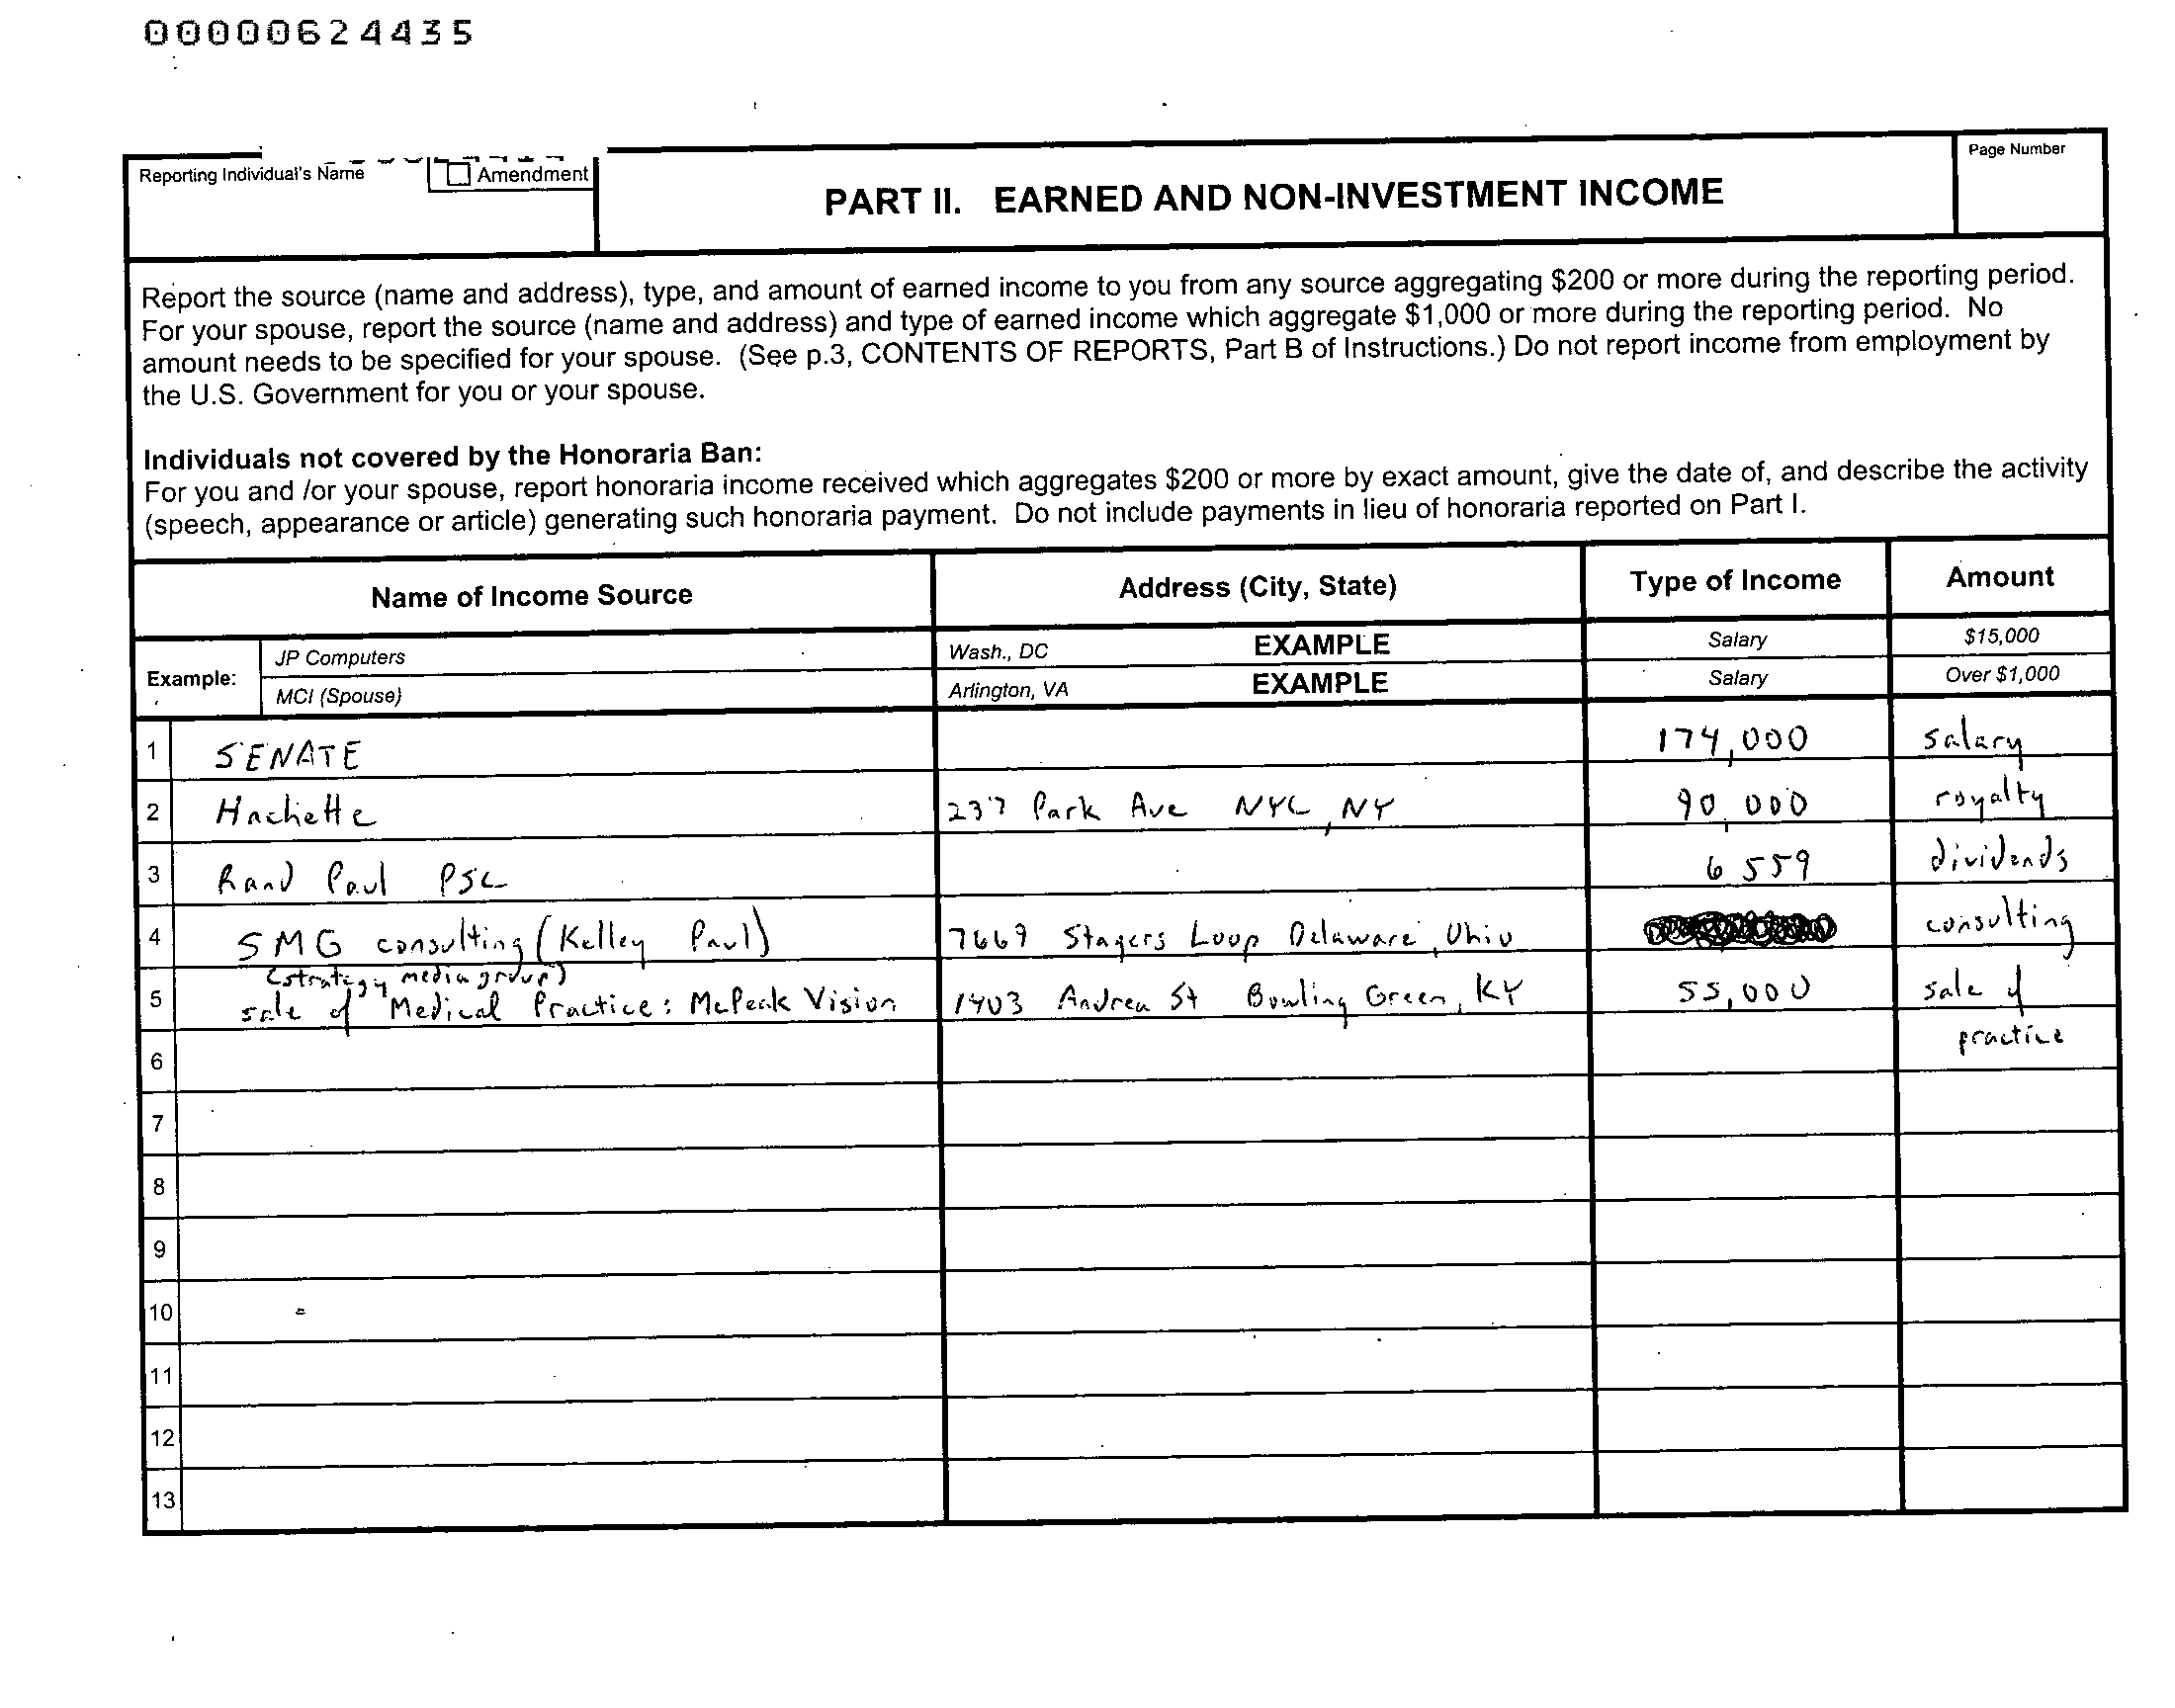 00000624435
Reporting Individual's Name
Amendment
PART II. EARNED AND NON-INVESTMENT INCOME
Page Number
Report the source (name and address), type, and amount of earned income to you from any source aggregating $200 or more during the reporting period.
For your spouse, report the source (name and address) and type of earned income which aggregate $1,000 or more during the reporting period. No
amount needs to be specified for your spouse. (See p.3, CONTENTS OF REPORTS, Part B of Instructions.) Do not report income from employment by
the U.S. Government for you or your spouse.
Individuals not covered by the Honoraria Ban:
For you and /or your spouse, report honoraria income received which aggregates $200 or more by exact amount, give the date of, and describe the activity
(speech, appearance or article) generating such honoraria payment. Do not include payments in lieu of honoraria reported on Part I.
Name of Income Source Address (City, State) Type of Income Amount
Example: JP Computers Wash., DC EXAMPLE Salary $15,000
MCI (Spouse) Arlington, VA EXAMPLE Salary Over $1,000
1 SENATE 174,000 salary
2 Hachette 237 Park Ave NYC, NY 90,000 royalty
3 Rand Paul PSC 6 559 dividends
4 SMG consulting (Kelley Paul) 7669 Stagers Loop Delaware, Ohio consulting
(strategy media group)
5 sale of Medical Practice: McPeak Vision 1403 Andrea St Bowling Green, KY 55,000 sale of
practice
6
7
8
9
10
11
12
13